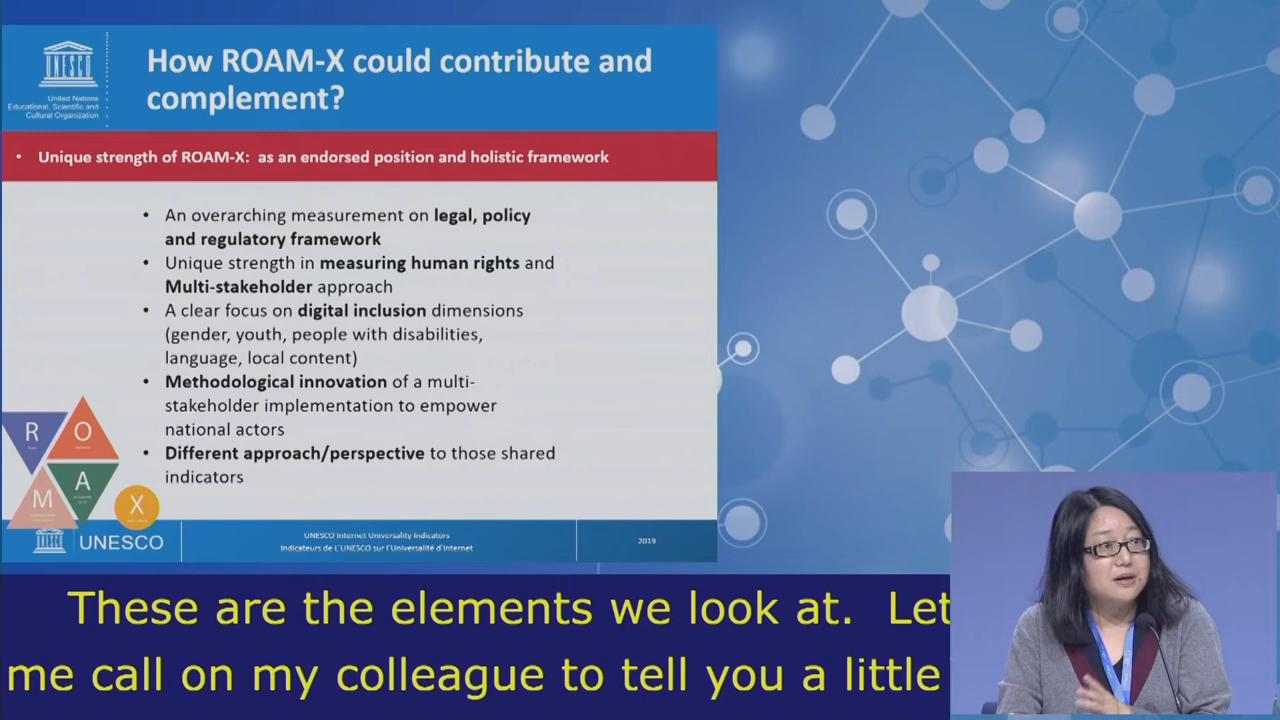 UNESCO
United Nations
Educational, Scientific and
Cultural Organization
How ROAM-X could contribute and
complement?
• Unique strength of ROAM-X: as an endorsed position and holistic framework
• An overarching measurement on legal, policy
and regulatory framework
• Unique strength in measuring human rights and
Multi-stakeholder approach
• A clear focus on digital inclusion dimensions
(gender, youth, people with disabilities,
language, local content)
• Methodological innovation of a multi-
stakeholder implementation to empower
national actors
• Different approach/perspective to those shared
indicators
R
O
A
M
X
UNESCO
UNESCO Internet Universality Indicators
Indicateurs de L'UNESCO sur l'Universalité d'Internet
2019
These are the elements we look at. Let
me call on my colleague to tell you a little